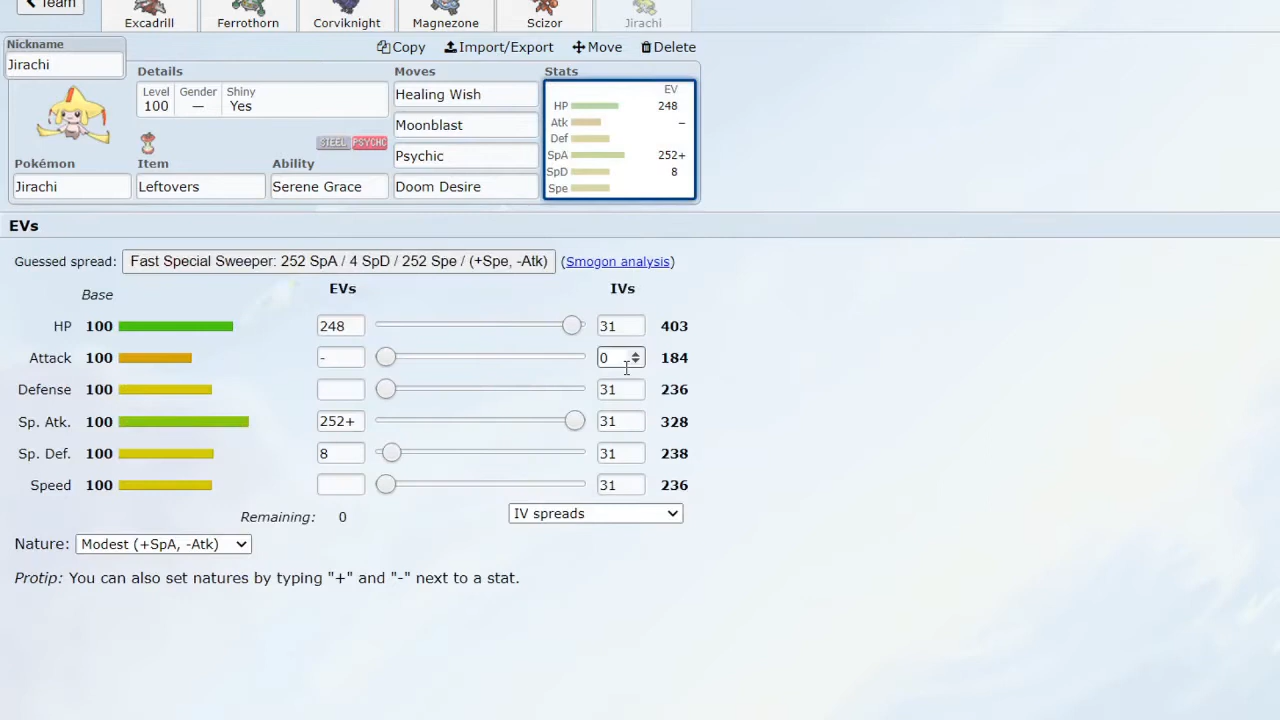 Team
Excadrill Ferrothorn Corviknight Magnezone Scizor Jirachi
Nickname
Jirachi
Copy Import/Export Move Delete
Details Moves Stats
Level Gender Shiny
100 — Yes
Healing Wish
Moonblast
Psychic
Doom Desire
STEEL PSYCHC
Pokémon Item Ability
Jirachi Leftovers Serene Grace
EV
HP 248
Atk –
Def
SpA 252+
SpD 8
Spe
EVs
Guessed spread: Fast Special Sweeper: 252 SpA / 4 SpD / 252 Spe / (+Spe, -Atk) (Smogon analysis)
Base EVs IVs
HP 100 248 31 403
Attack 100 - 0 184
Defense 100 31 236
Sp. Atk. 100 252+ 31 328
Sp. Def. 100 8 31 238
Speed 100 31 236
Remaining: 0 IV spreads
Nature: Modest (+SpA, -Atk)
Protip: You can also set natures by typing "+" and "-" next to a stat.